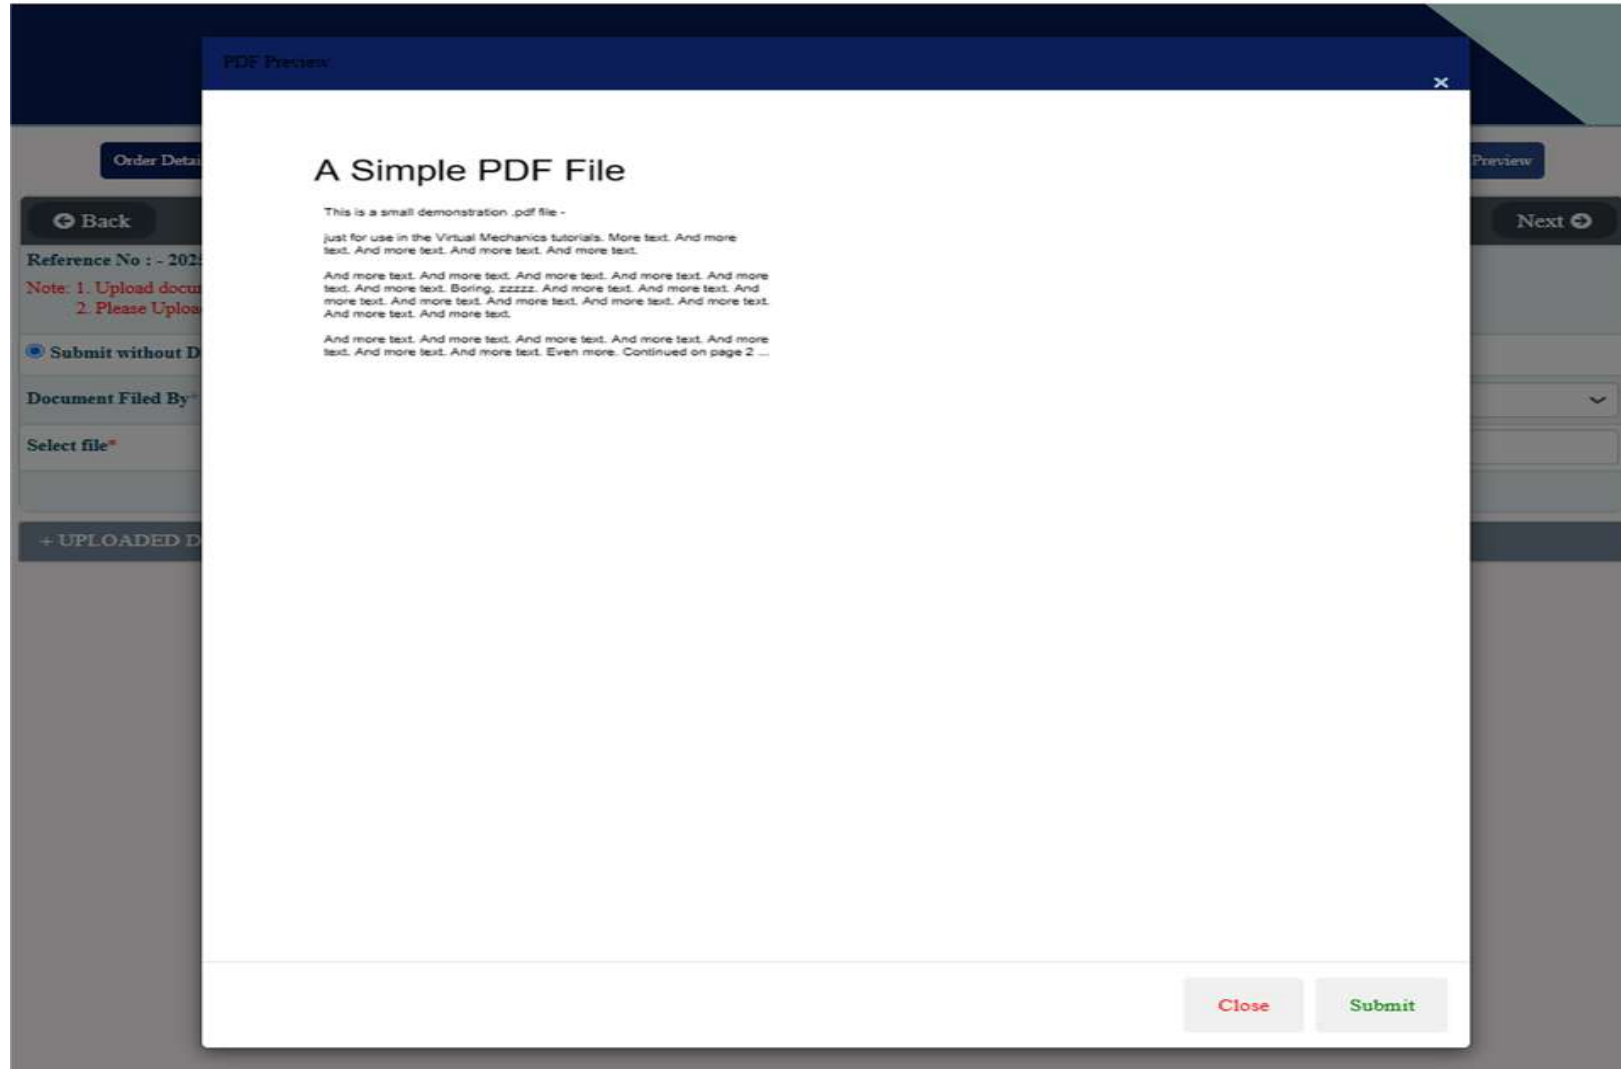 PDF Preview
×
Order Detai
Preview
Back
Next
Reference No : - 202
Note: 1. Upload docu
2. Please Uploa
Submit without D
Document Filed By*
Select file*
+ UPLOADED D
A Simple PDF File
This is a small demonstration .pdf file -
just for use in the Virtual Mechanics tutorials. More text. And more
text. And more text. And more text. And more text.
And more text. And more text. And more text. And more text. And more
text. And more text. Boring, zzzzz. And more text. And more text. And
more text. And more text. And more text. And more text. And more text.
And more text. And more text.
And more text. And more text. And more text. And more text. And more
text. And more text. And more text. Even more. Continued on page 2 ...
Close
Submit